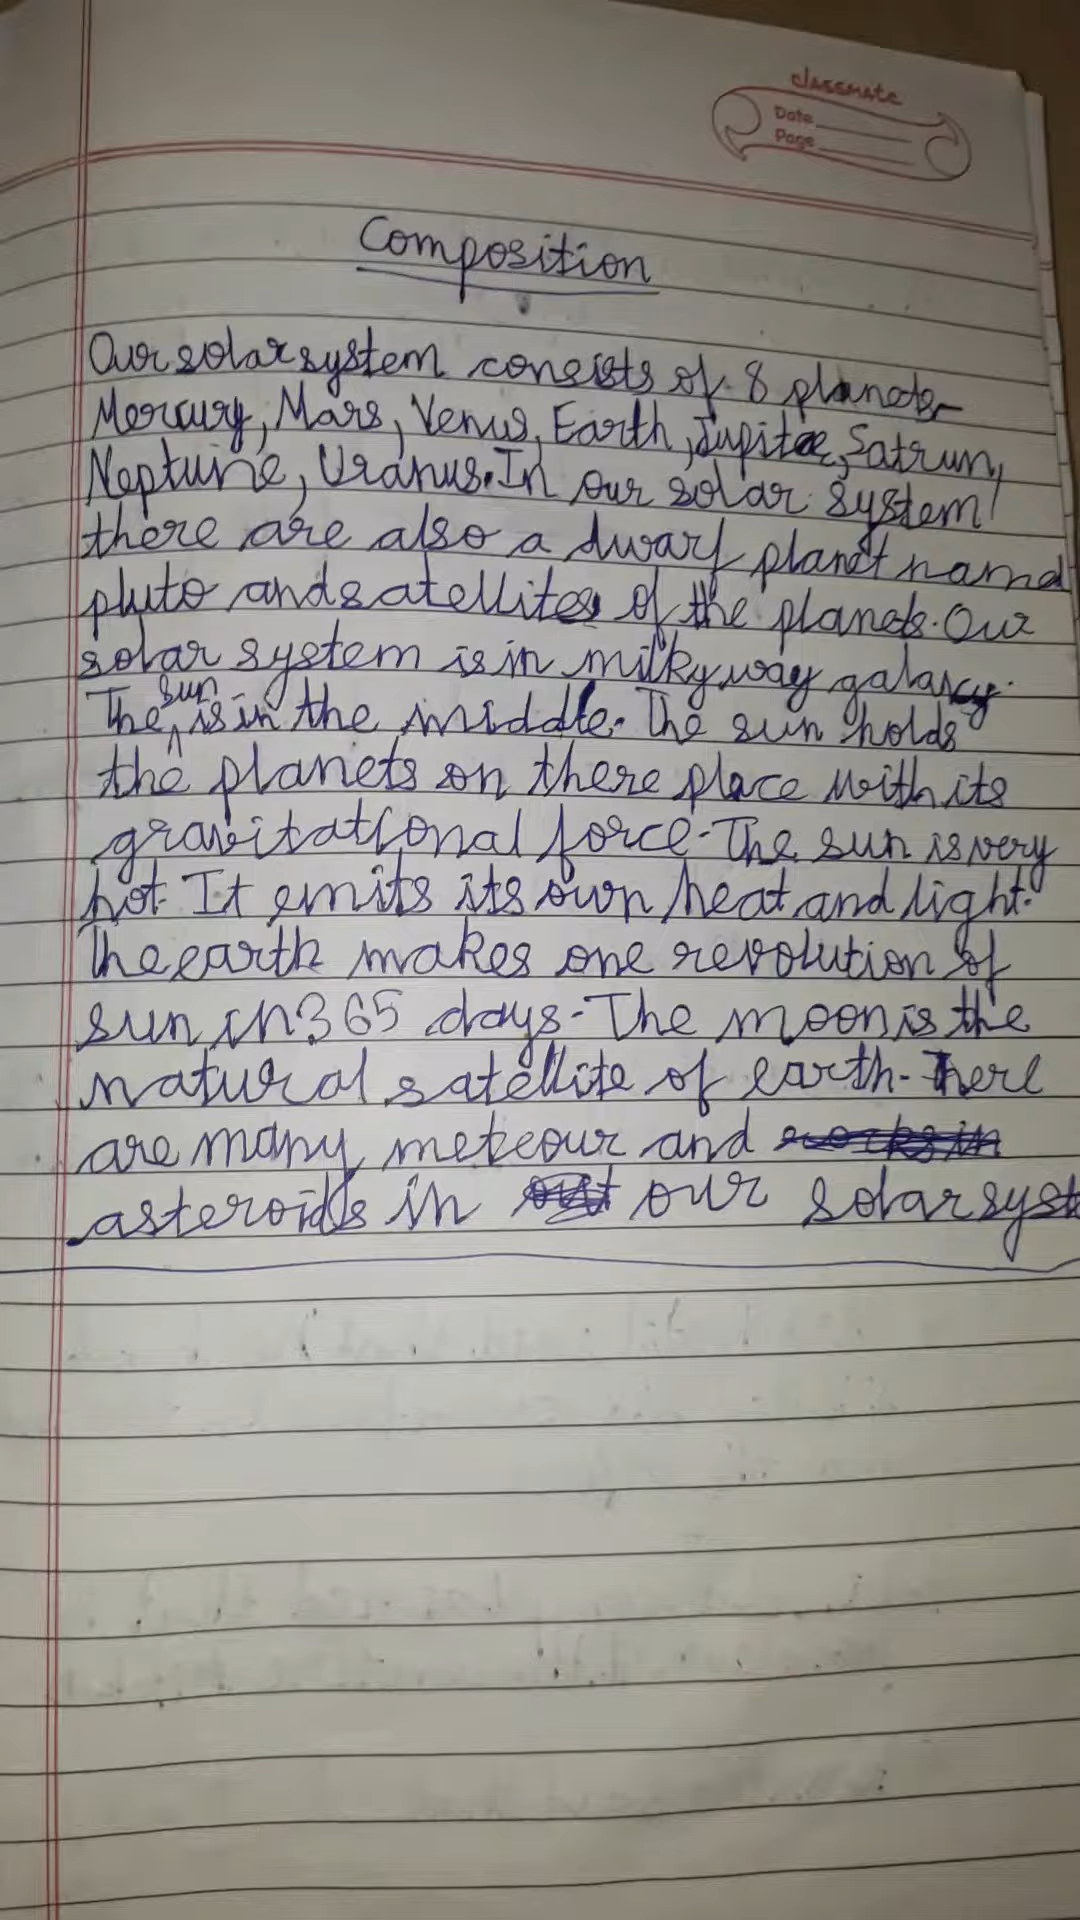 classmate
Date
Page
Composition
Our solar system consists of 8 planets-
Mercury, Mars, Venus, Earth, Jupiter, Satrun,
Neptune, Uranus. In our solar system
there are also a dwarf planet named
pluto and satellites of the planets. Our
solar system is in milky way galaxy.
The sun is in the middle. The sun holds
the planets on there place with its
gravitational force. The sun is very
hot. It emits its own heat and light.
The earth makes one revolution of
sun in 365 days. The moon is the
natural satellite of earth. There
are many meteour and
asteroids in our solar syst